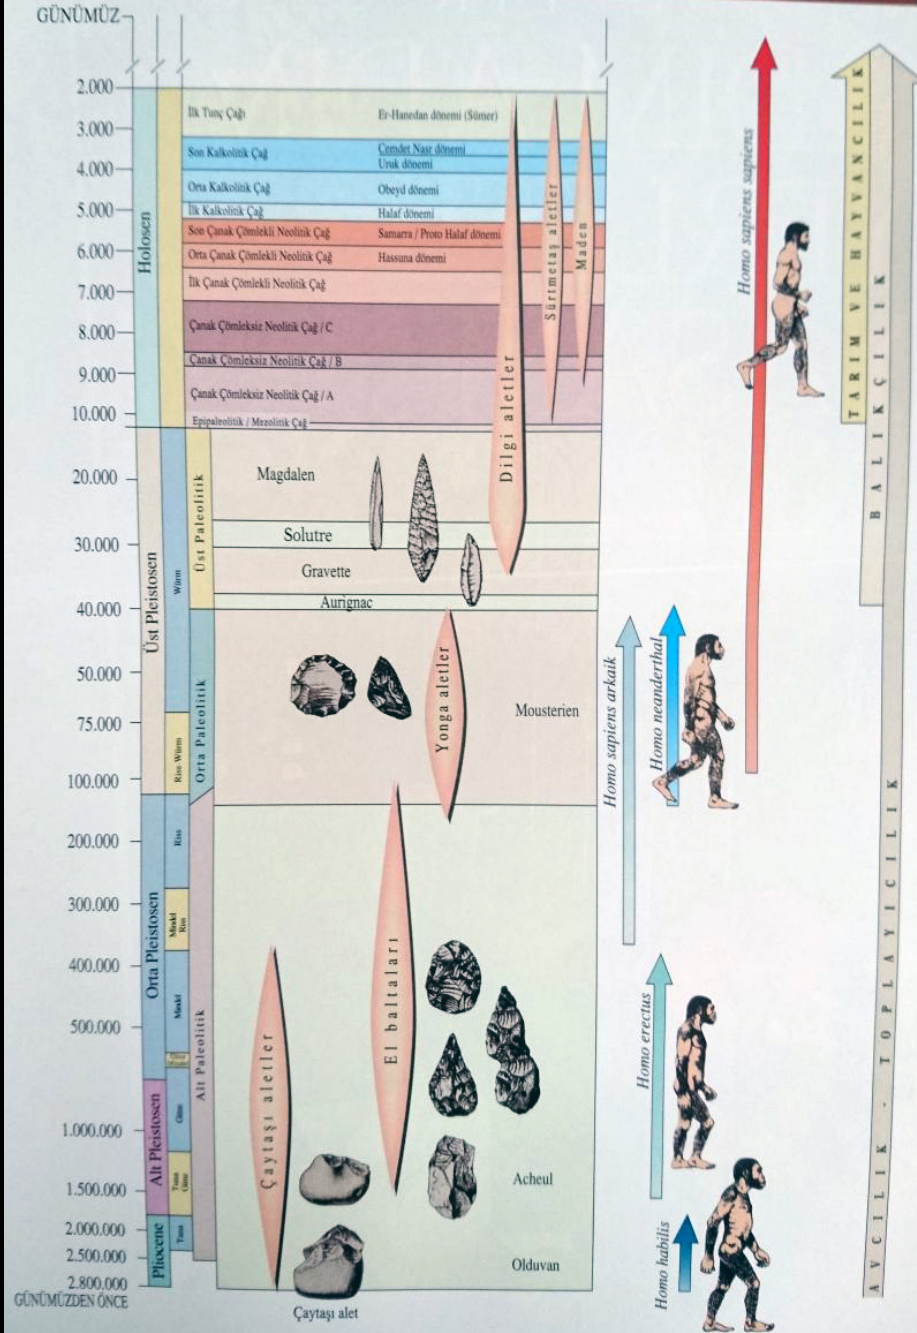 GÜNÜMÜZ
2.000
3.000
4.000
5.000
6.000
7.000
8.000
9.000
10.000
20.000
30.000
40.000
50.000
75.000
100.000
200.000
300.000
400.000
500.000
1.000.000
1.500.000
2.000.000
2.500.000
2.800.000
GÜNÜMÜZDEN ÖNCE
Holosen
Üst Pleistosen
Orta Pleistosen
Alt Pleistosen
Pliocene
Würm
Riss-Würm
Riss
Mindel
Riss
Mindel
Günz
Tuna
Günz
Tuna
Üst Paleolitik
Orta Paleolitik
Alt Paleolitik
İlk Tunç Çağı Er-Hanedan dönemi (Sümer)
Son Kalkolitik Çağ Cemdet Nasr dönemi
Uruk dönemi
Orta Kalkolitik Çağ Obeyd dönemi
İlk Kalkolitik Çağ Halaf dönemi
Son Çanak Çömlekli Neolitik Çağ Samarra / Proto Halaf dönemi
Orta Çanak Çömlekli Neolitik Çağ Hassuna dönemi
İlk Çanak Çömlekli Neolitik Çağ
Çanak Çömleksiz Neolitik Çağ / C
Çanak Çömleksiz Neolitik Çağ / B
Çanak Çömleksiz Neolitik Çağ / A
Epipaleolitik / Mezolitik Çağ
Magdalen
Solutre
Gravette
Aurignac
Mousterien
Acheul
Olduvan
Çaytaşı alet
Dilgi aletler
Sürtmetaş aletler
Maden
Yonga aletler
El baltaları
Çaytaşı aletler
Homo sapiens sapiens
Homo sapiens arkaik
Homo neanderthal
Homo erectus
Homo habilis
TARIM VE HAYVANCILIK
BALIKÇILIK
AVCILIK - TOPLAYICILIK